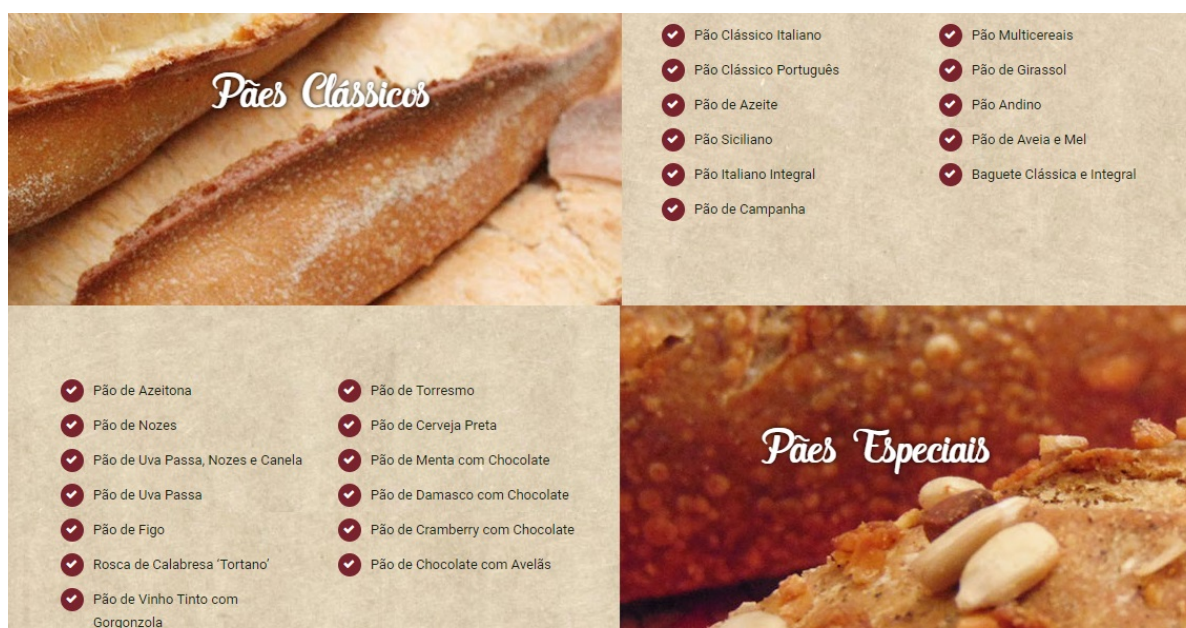 Pães Clássicos
Pão Clássico Italiano
Pão Clássico Português
Pão de Azeite
Pão Siciliano
Pão Italiano Integral
Pão de Campanha
Pão Multicereais
Pão de Girassol
Pão Andino
Pão de Aveia e Mel
Baguete Clássica e Integral
Pão de Azeitona
Pão de Nozes
Pão de Uva Passa, Nozes e Canela
Pão de Uva Passa
Pão de Figo
Rosca de Calabresa ‘Tortano’
Pão de Vinho Tinto com
Gorgonzola
Pão de Torresmo
Pão de Cerveja Preta
Pão de Menta com Chocolate
Pão de Damasco com Chocolate
Pão de Cramberry com Chocolate
Pão de Chocolate com Avelãs
Pães Especiais